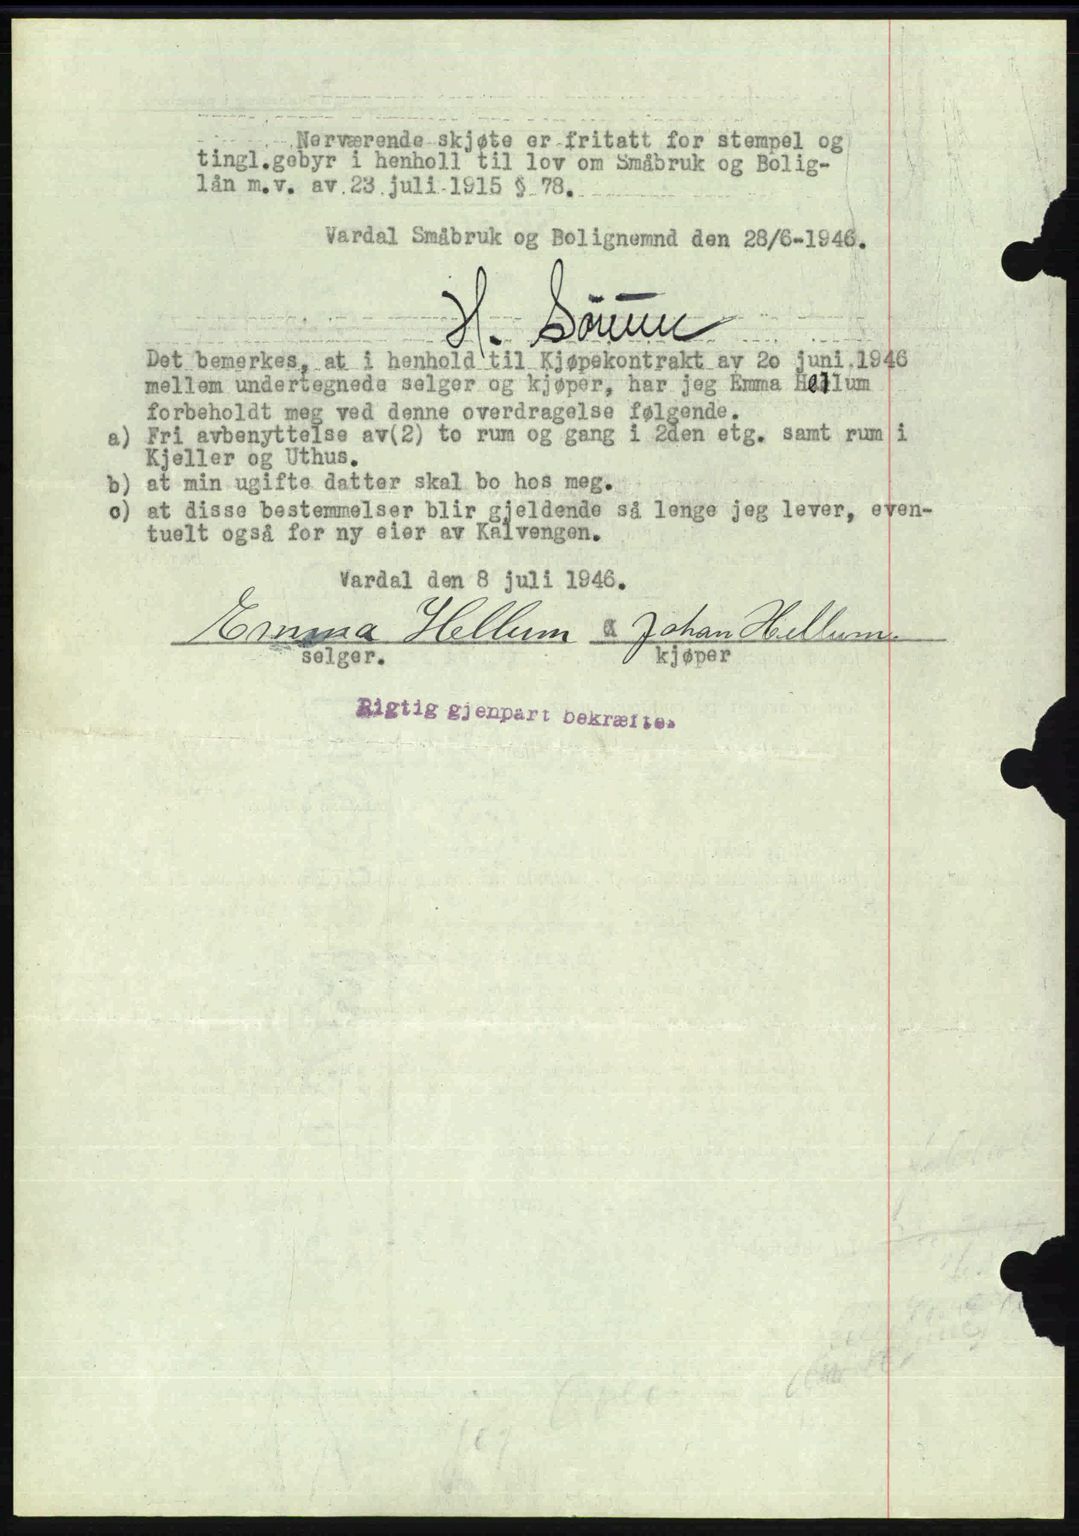 Nerværende skjøte er fritatt for stempel og
tingl.gebyr i henholl til lov om Småbruk og Bolig-
lån m.v. av 23 juli 1915 § 78.
Vardal Småbruk og Bolignemnd den 28/6-1946.
H.
Det bemerkes, at i henhold til Kjøpekontrakt av 2o juni 1946
mellem undertegnede selger og kjøper, har jeg Emma Hellum
forbeholdt meg ved denne overdragelse følgende.
a) Fri avbenyttelse av(2) to rum og gang i 2den etg. samt rum i
Kjeller og Uthus.
b) at min ugifte datter skal bo hos meg.
c) at disse bestemmelser blir gjeldende så lenge jeg lever, even-
tuelt også for ny eier av Kalvengen.
Vardal den 8 juli 1946.
Emma Hellum Johan Hellum.
selger. kjøper
Rigtig gjenpart bekræftes